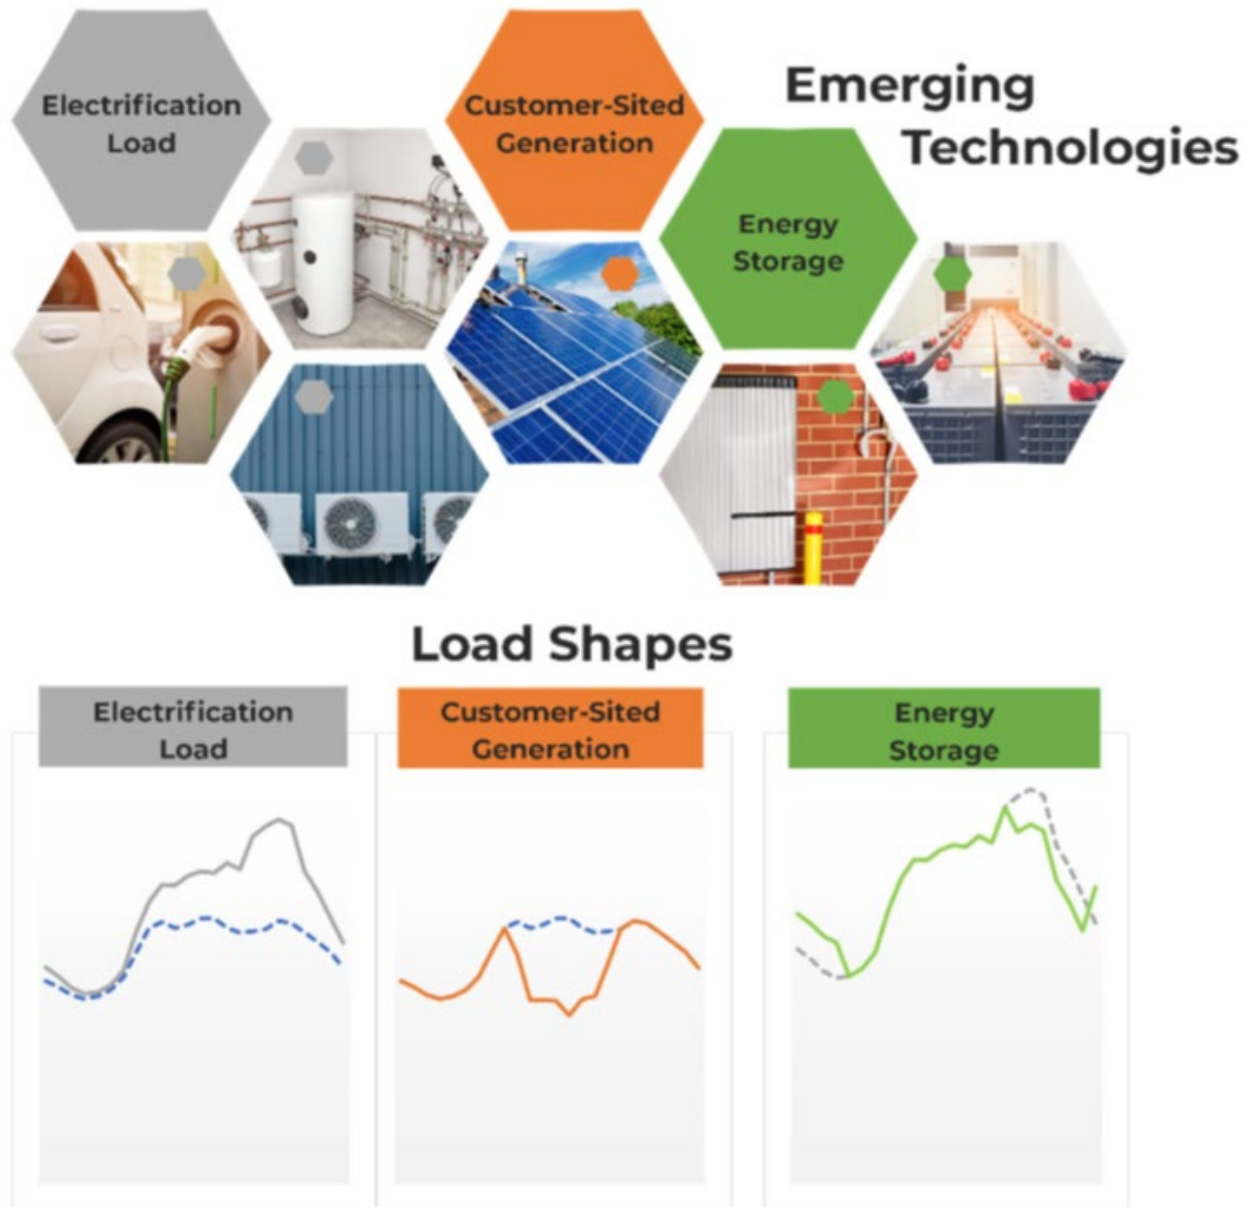 Emerging
Technologies
Electrification
Load
Customer-Sited
Generation
Energy
Storage
Load Shapes
Electrification
Load
Customer-Sited
Generation
Energy
Storage